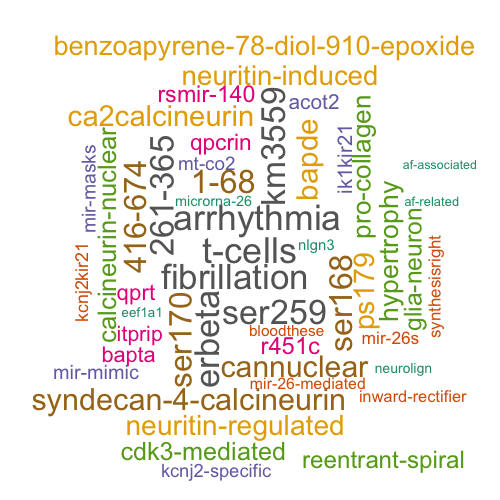 benzoapyrene-78-diol-910-epoxide
neuritin-induced
rsmir-140
acot2
ca2calcineurin
km3559
qpcrin
bapde
ik1kir21
pro-collagen
mir-masks
calcineurin-nuclear
261-365
mt-co2
af-associated
416-674
1-68
microrna-26
af-related
arrhythmia
hypertrophy
glia-neuron
t-cells
nlgn3
kcnj2kir21
fibrillation
synthesisright
qprt
ser170
erbeta
ser259
ser168
ps179
eef1a1
itprip
bloodthese
mir-26s
r451c
bapta
cannuclear
neurolign
mir-mimic
mir-26-mediated
inward-rectifier
syndecan-4-calcineurin
neuritin-regulated
cdk3-mediated
reentrant-spiral
kcnj2-specific